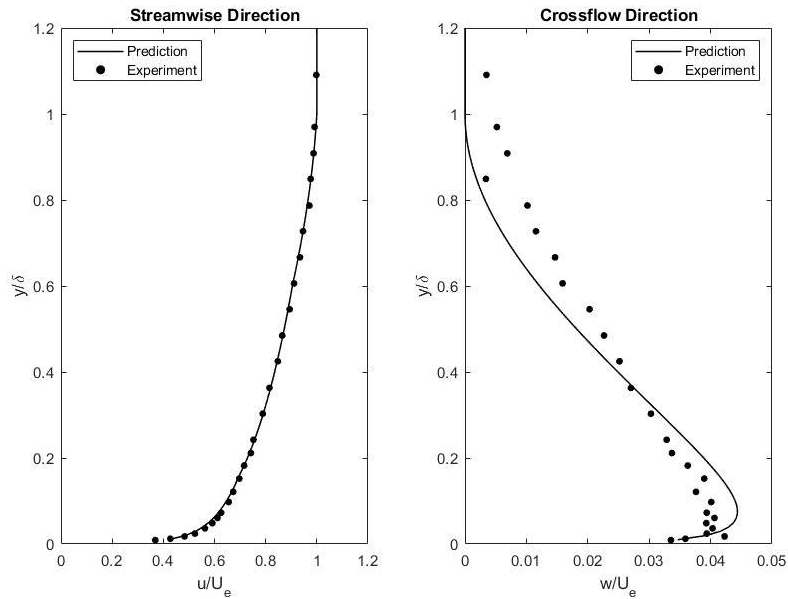 Streamwise Direction
1.2
1
0.8
0.6
0.4
0.2
0
y/δ
Prediction
Experiment
0
0.2
0.4
0.6
0.8
1
1.2
u/Ue
Crossflow Direction
1.2
1
0.8
0.6
0.4
0.2
0
y/δ
Prediction
Experiment
0
0.01
0.02
0.03
0.04
0.05
w/Ue